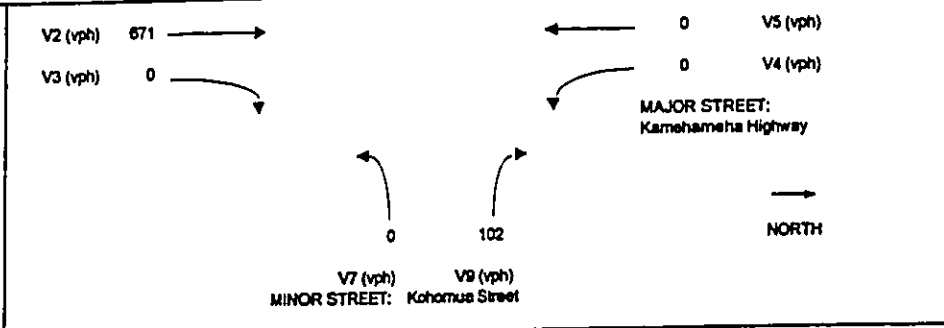 V2 (vph) 671
0 V5 (vph)
V3 (vph) 0
0 V4 (vph)
MAJOR STREET:
Kamehameha Highway
NORTH
0 102
V7 (vph) V9 (vph)
MINOR STREET: Kohomua Street